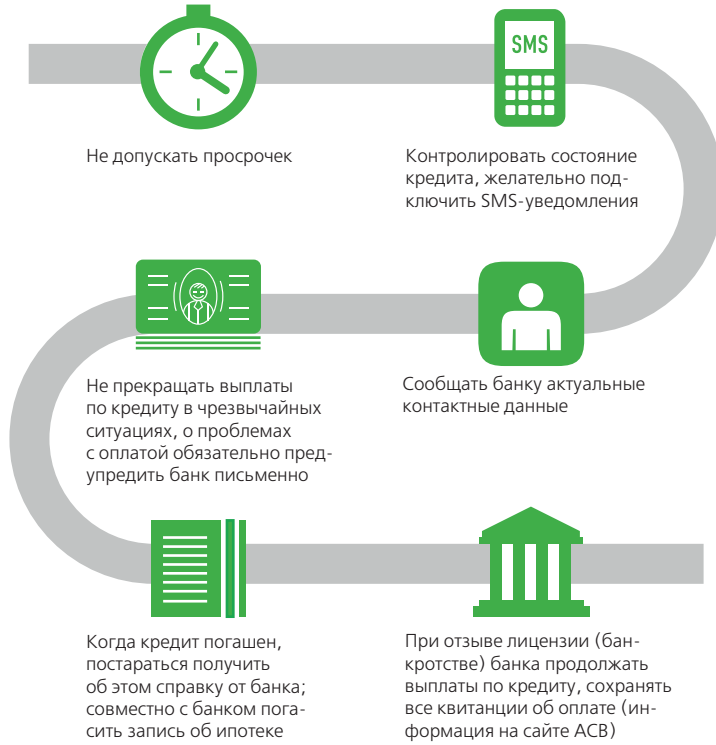 SMS
Не допускать просрочек
Контролировать состояние
кредита, желательно под-
ключить SMS-уведомления
Сообщать банку актуальные
контактные данные
Не прекращать выплаты
по кредиту в чрезвычайных
ситуациях, о проблемах
с оплатой обязательно пред-
упредить банк письменно
Когда кредит погашен,
постараться получить
об этом справку от банка;
совместно с банком пога-
сить запись об ипотеке
При отзыве лицензии (бан-
кротстве) банка продолжать
выплаты по кредиту, сохранять
все квитанции об оплате (ин-
формация на сайте АСВ)